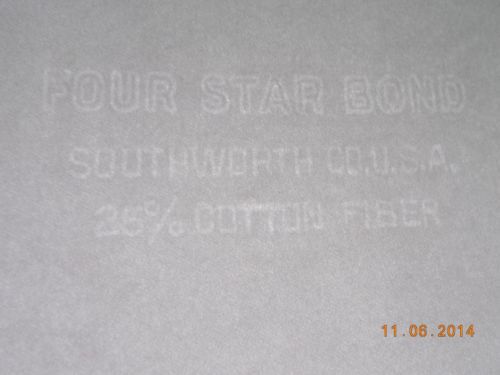 FOUR STAR BOND
SOUTHWORTH CO. U.S.A.
25% COTTON FIBER
11.06.2014